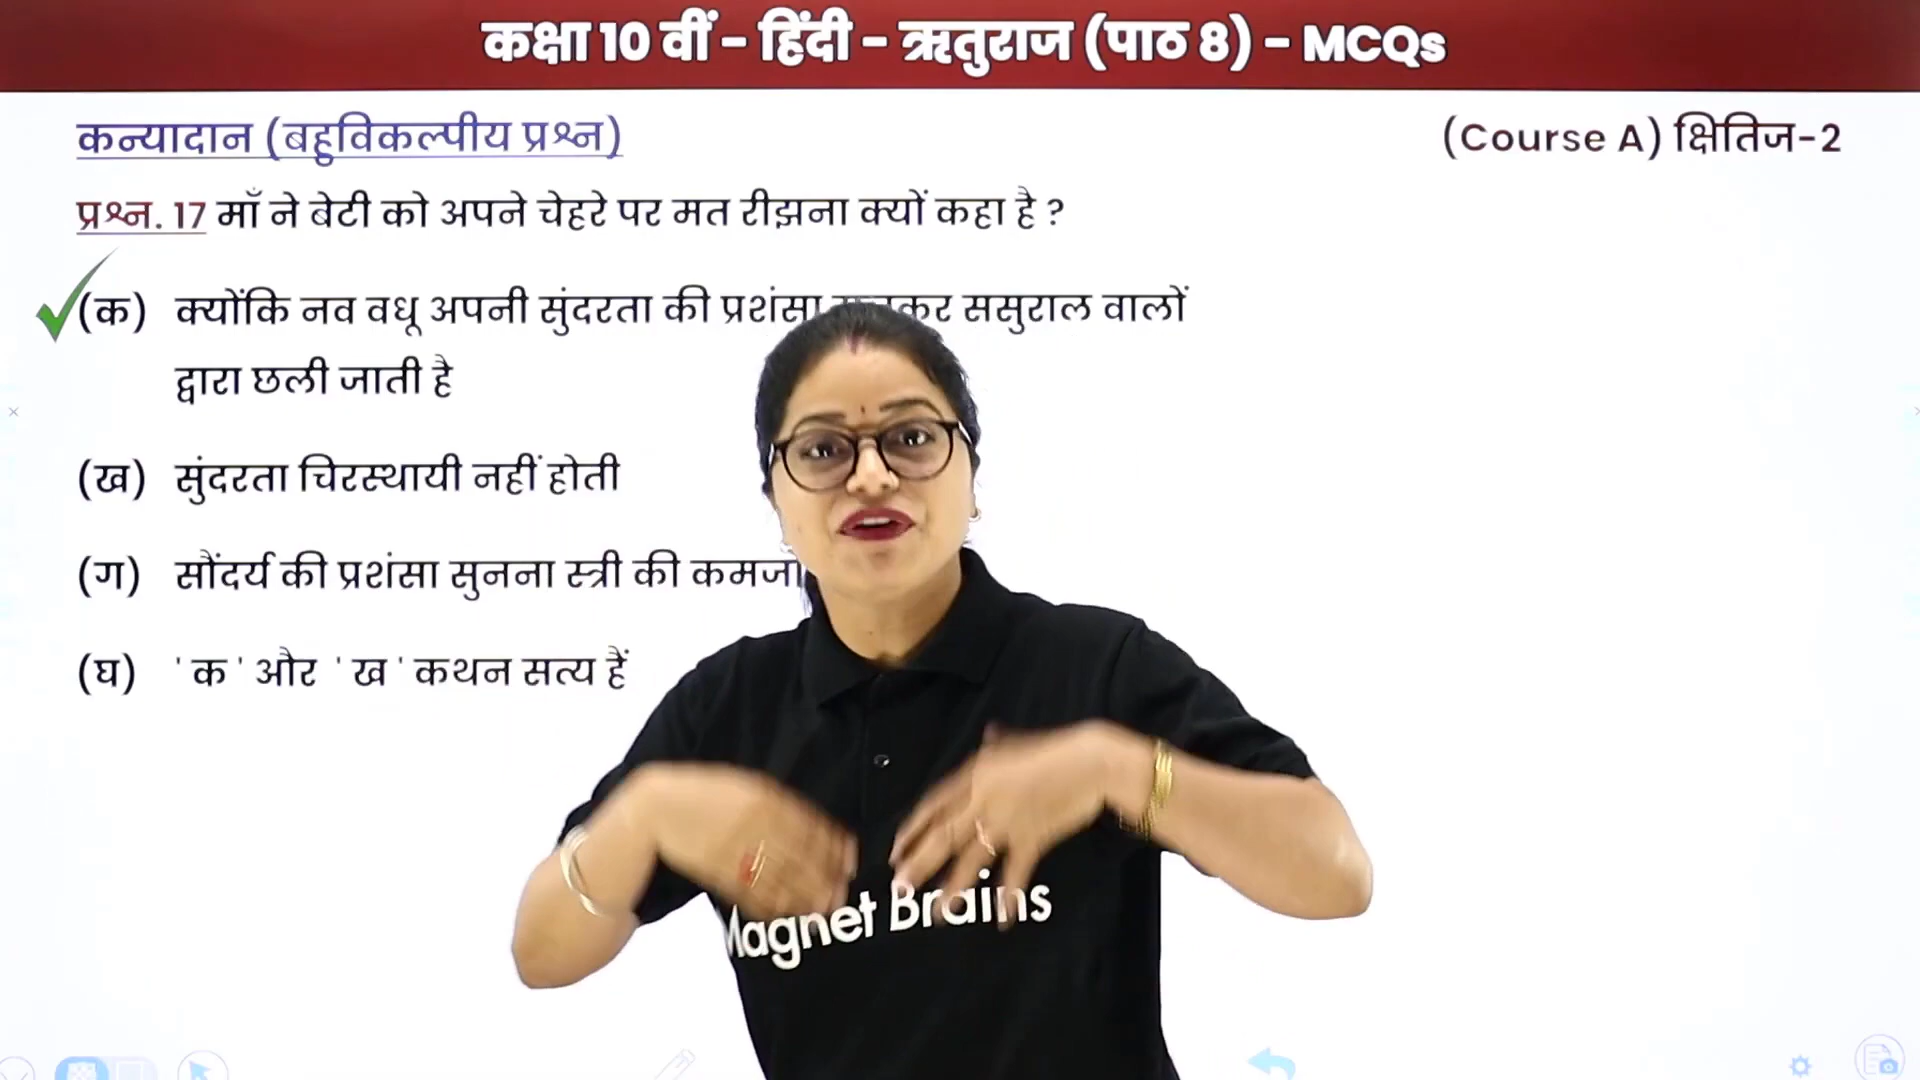 कक्षा 10 वीं - हिंदी - ऋतुराज (पाठ 8) - MCQs
कन्यादान (बहुविकल्पीय प्रश्न)
(Course A) क्षितिज-2
प्रश्न. 17 माँ ने बेटी को अपने चेहरे पर मत रीझना क्यों कहा है ?
(क) क्योंकि नव वधू अपनी सुंदरता की प्रशंसा ससुराल वालों
द्वारा छली जाती है
(ख) सुंदरता चिरस्थायी नहीं होती
(ग) सौंदर्य की प्रशंसा सुनना स्त्री की
(घ) ' क ' और ' ख ' कथन सत्य हैं
Magnet Brains